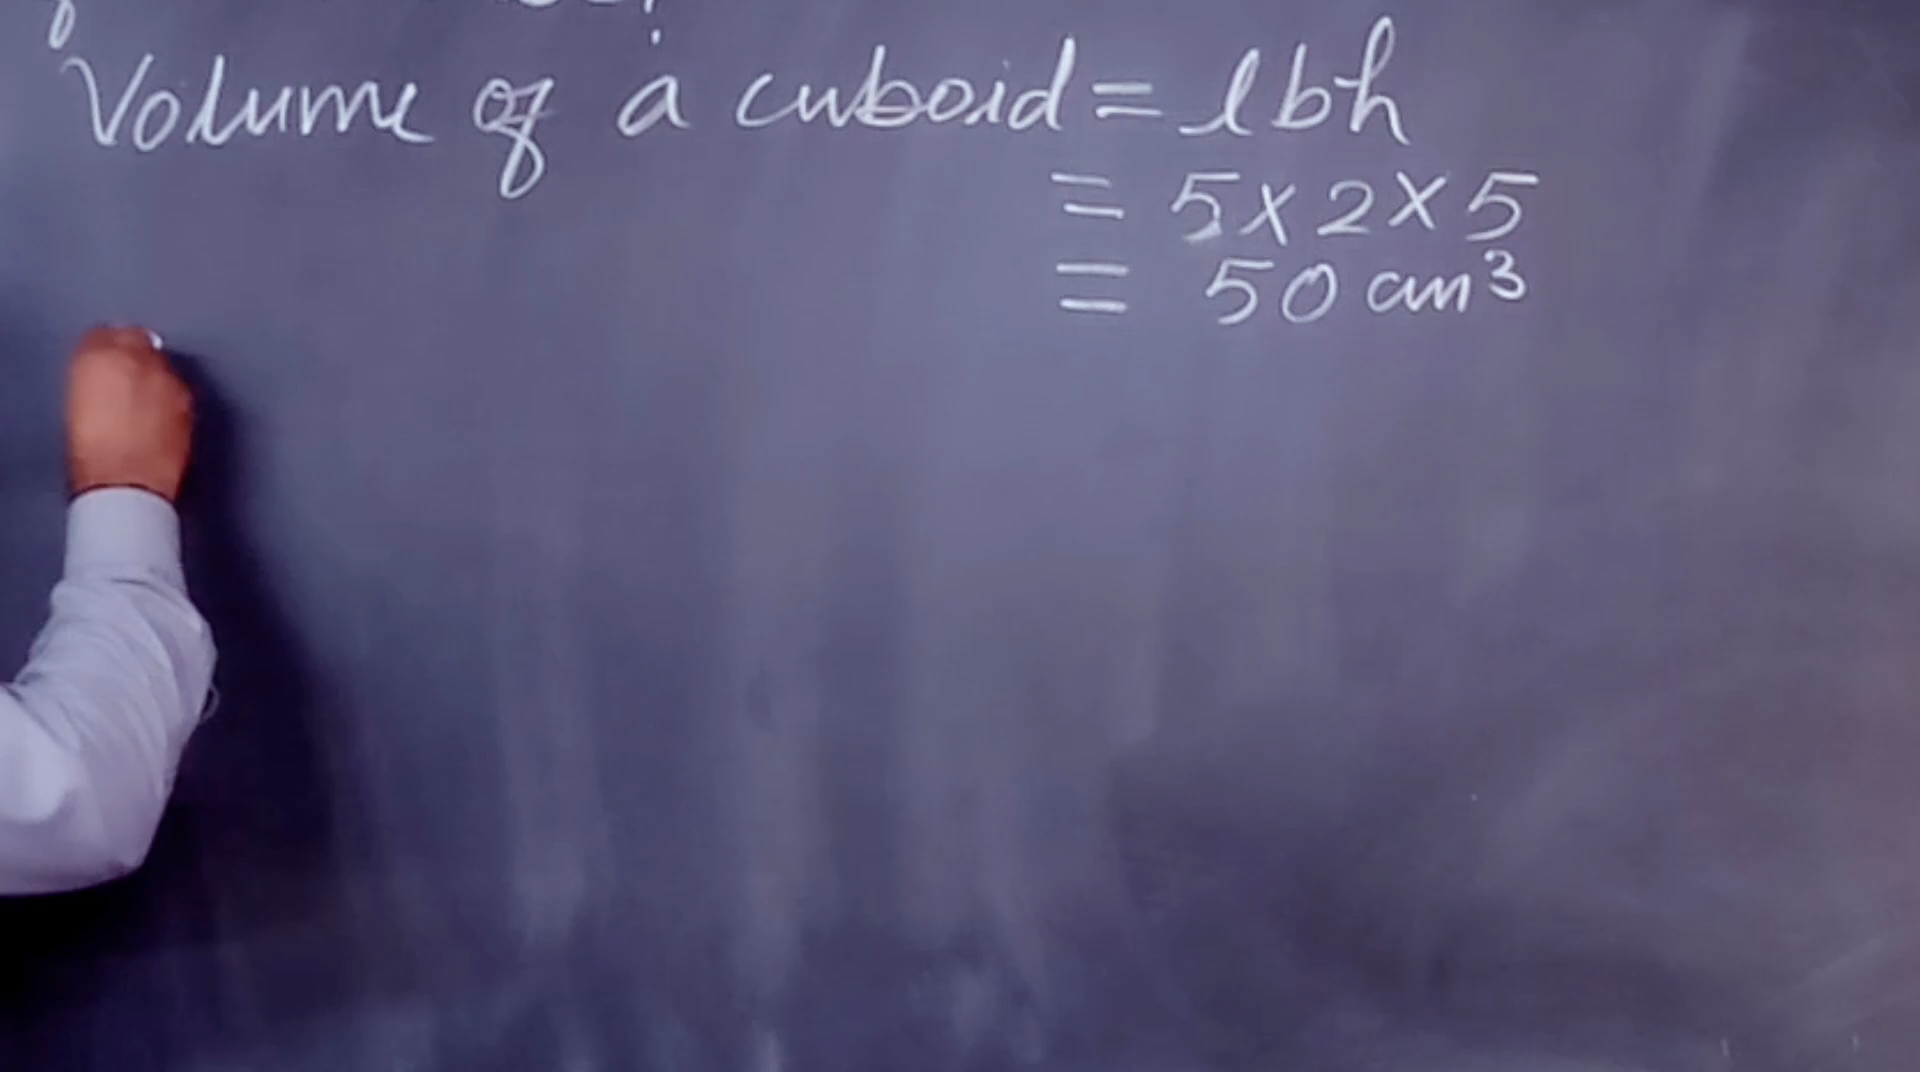 Volume of a cuboid = lbh
= 5 x 2 x 5
= 50 cm³